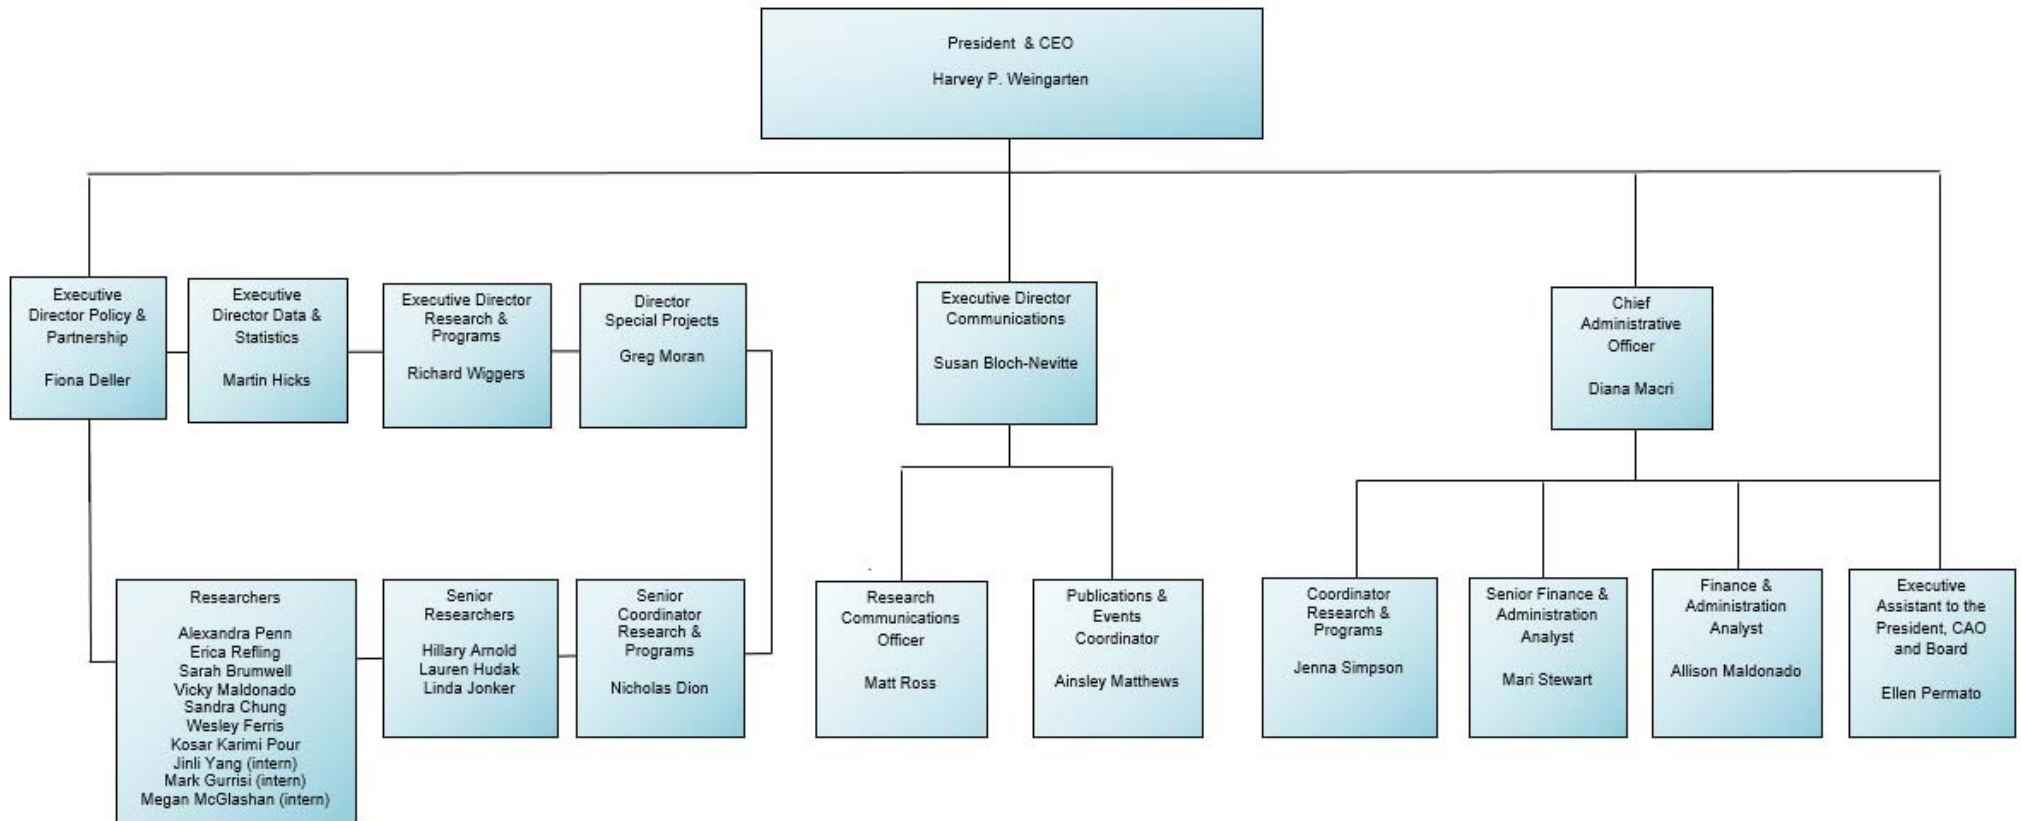 President & CEO
Harvey P. Weingarten
Executive
Director Policy &
Partnership
Fiona Deller
Executive
Director Data &
Statistics
Martin Hicks
Executive Director
Research &
Programs
Richard Wiggers
Director
Special Projects
Greg Moran
Executive Director
Communications
Susan Bloch-Nevitte
Chief
Administrative
Officer
Diana Macri
Researchers
Alexandra Penn
Erica Refling
Sarah Brumwell
Vicky Maldonado
Sandra Chung
Wesley Ferris
Kosar Karimi Pour
Jinli Yang (intern)
Mark Gurrisi (intern)
Megan McGlashan (intern)
Senior
Researchers
Hillary Arnold
Lauren Hudak
Linda Jonker
Senior
Coordinator
Research &
Programs
Nicholas Dion
Research
Communications
Officer
Matt Ross
Publications &
Events
Coordinator
Ainsley Matthews
Coordinator
Research &
Programs
Jenna Simpson
Senior Finance &
Administration
Analyst
Mari Stewart
Finance &
Administration
Analyst
Allison Maldonado
Executive
Assistant to the
President, CAO
and Board
Ellen Permato